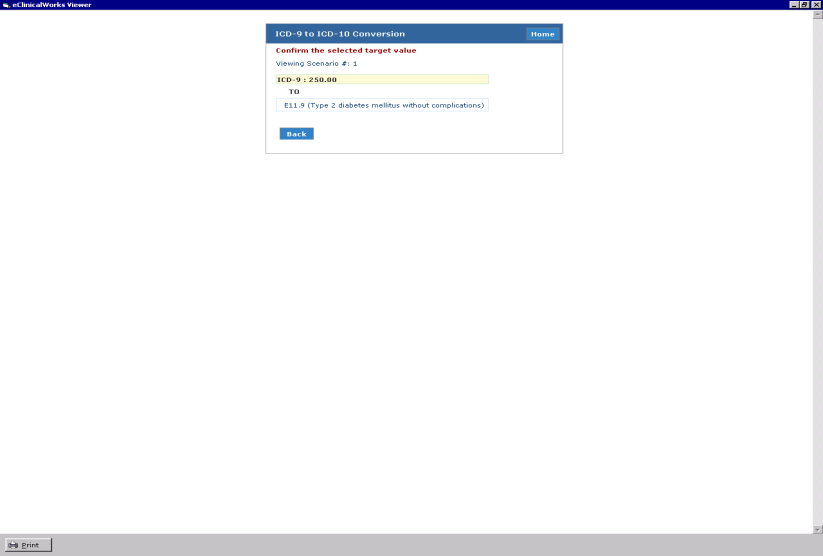 eClinicalWorks Viewer
ICD-9 to ICD-10 Conversion
Home
Confirm the selected target value
Viewing Scenario #: 1
ICD-9 : 250.00
TO
E11.9 (Type 2 diabetes mellitus without complications)
Back
Print